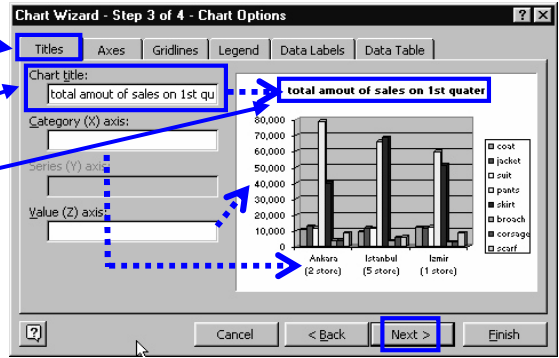 Chart Wizard - Step 3 of 4 - Chart Options
Titles Axes Gridlines Legend Data Labels Data Table
Chart title:
total amout of sales on 1st qu
Category (X) axis:
Series (Y) axis:
Value (Z) axis:
total amout of sales on 1st quater
80,000
70,000
60,000
50,000
40,000
30,000
20,000
10,000
0
Ankara
(2 store)
Istanbul
(5 store)
Izmir
(1 store)
coat
jacket
suit
pants
skirt
broach
corsage
scarf
Cancel < Back Next > Finish